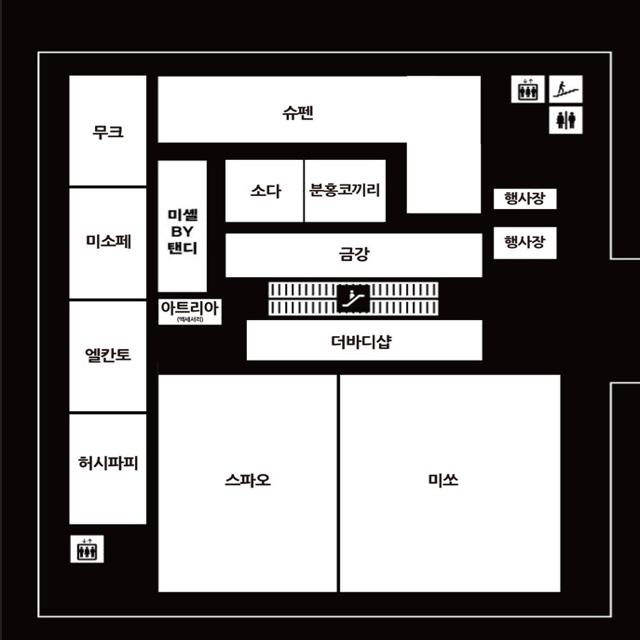 무크
슈펜
소다
분홍코끼리
미쏘페
미셸
BY
탠디
행사장
행사장
금강
아트리아
(액세서리)
더바디샵
엘칸토
허시파피
스파오
미쏘